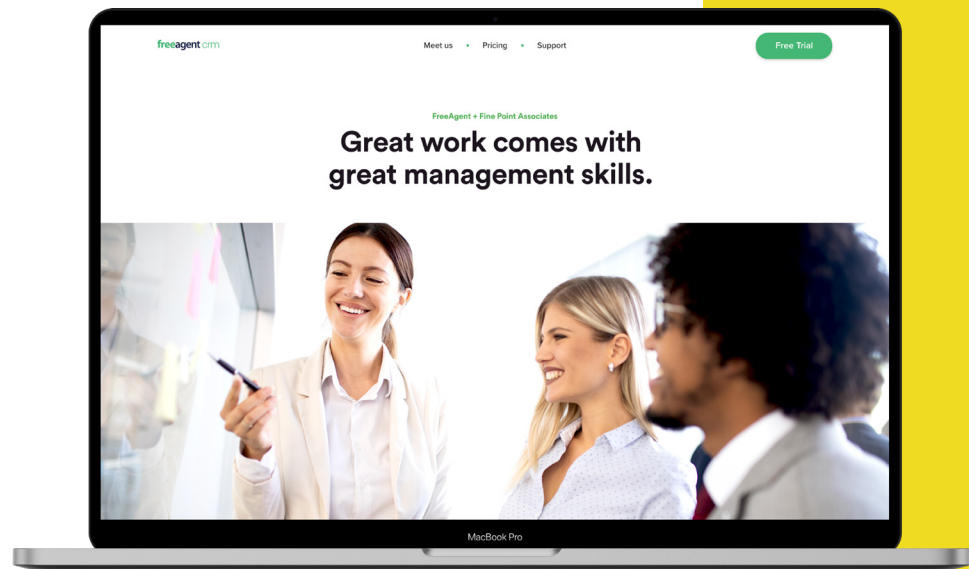 freeagent crm
Meet us • Pricing • Support
Free Trial
FreeAgent + Fine Point Associates
Great work comes with
great management skills.
MacBook Pro